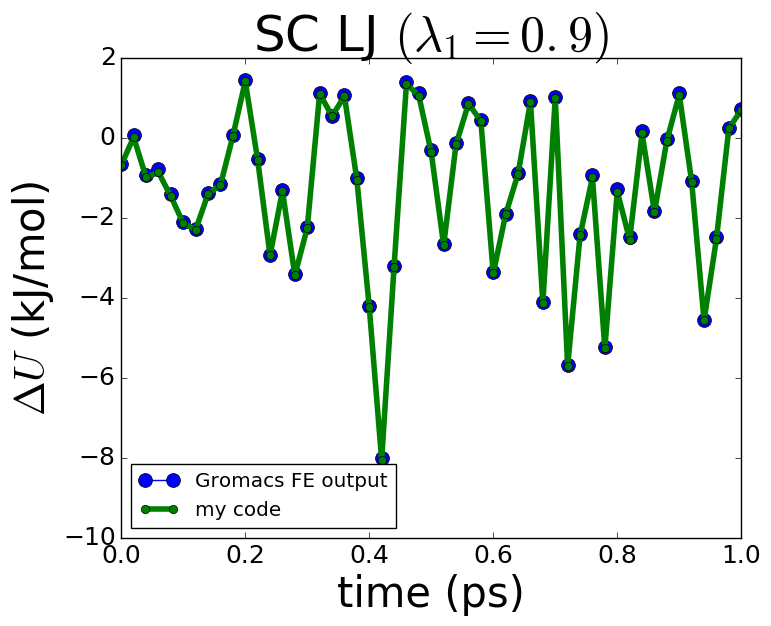 SC LJ (λ₁ = 0.9)
2
0
−2
−4
−6
−8
−10
ΔU (kJ/mol)
Gromacs FE output
my code
0.0 0.2 0.4 0.6 0.8 1.0
time (ps)